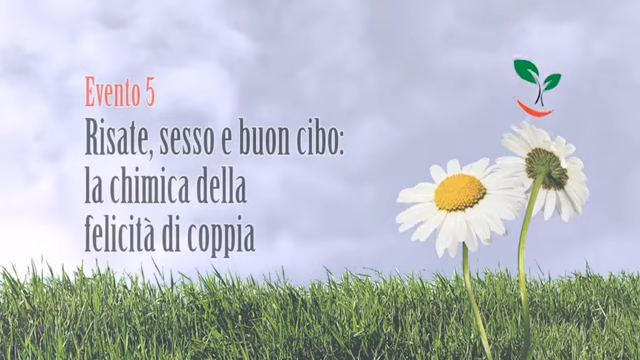 Evento 5
Risate, sesso e buon cibo:
la chimica della
felicità di coppia